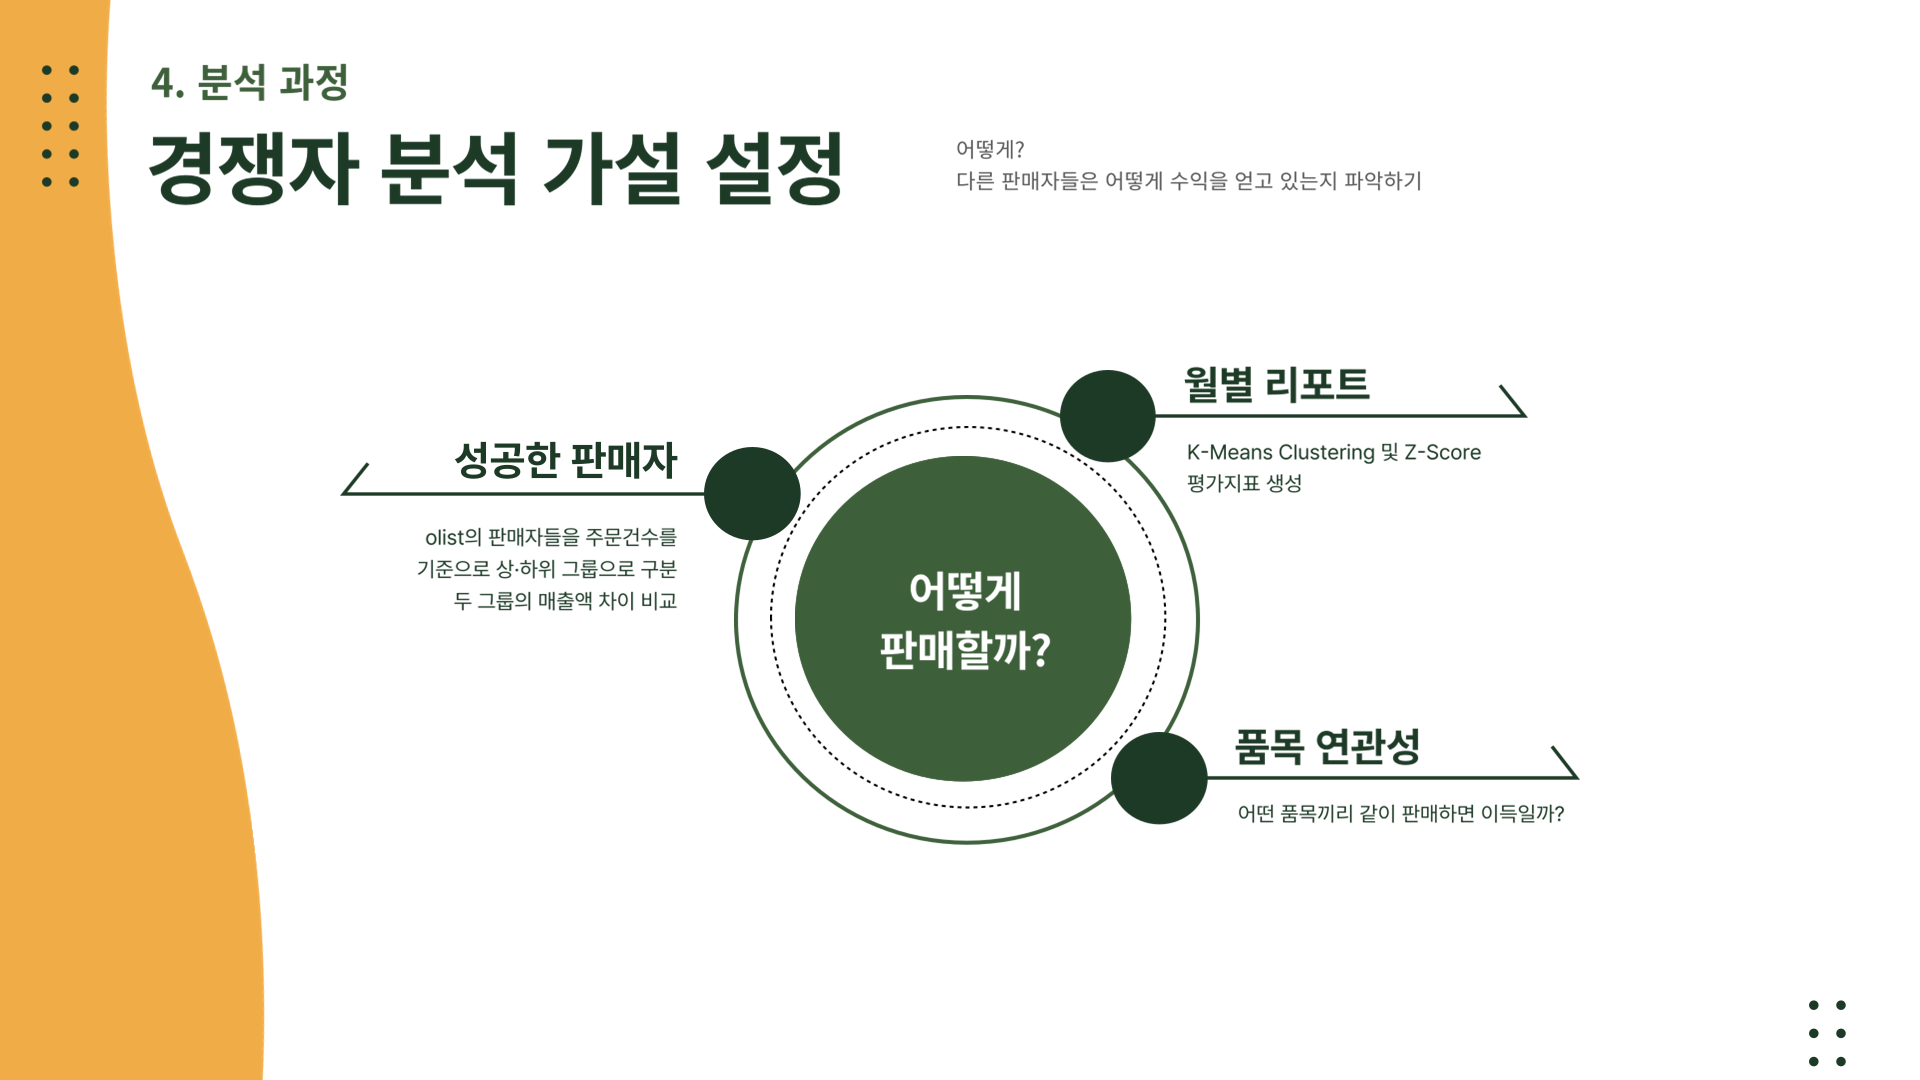 4. 분석 과정
경쟁자 분석 가설 설정
어떻게?
다른 판매자들은 어떻게 수익을 얻고 있는지 파악하기
성공한 판매자
olist의 판매자들을 주문건수를
기준으로 상·하위 그룹으로 구분
두 그룹의 매출액 차이 비교
어떻게
판매할까?
월별 리포트
K-Means Clustering 및 Z-Score
평가지표 생성
품목 연관성
어떤 품목끼리 같이 판매하면 이득일까?